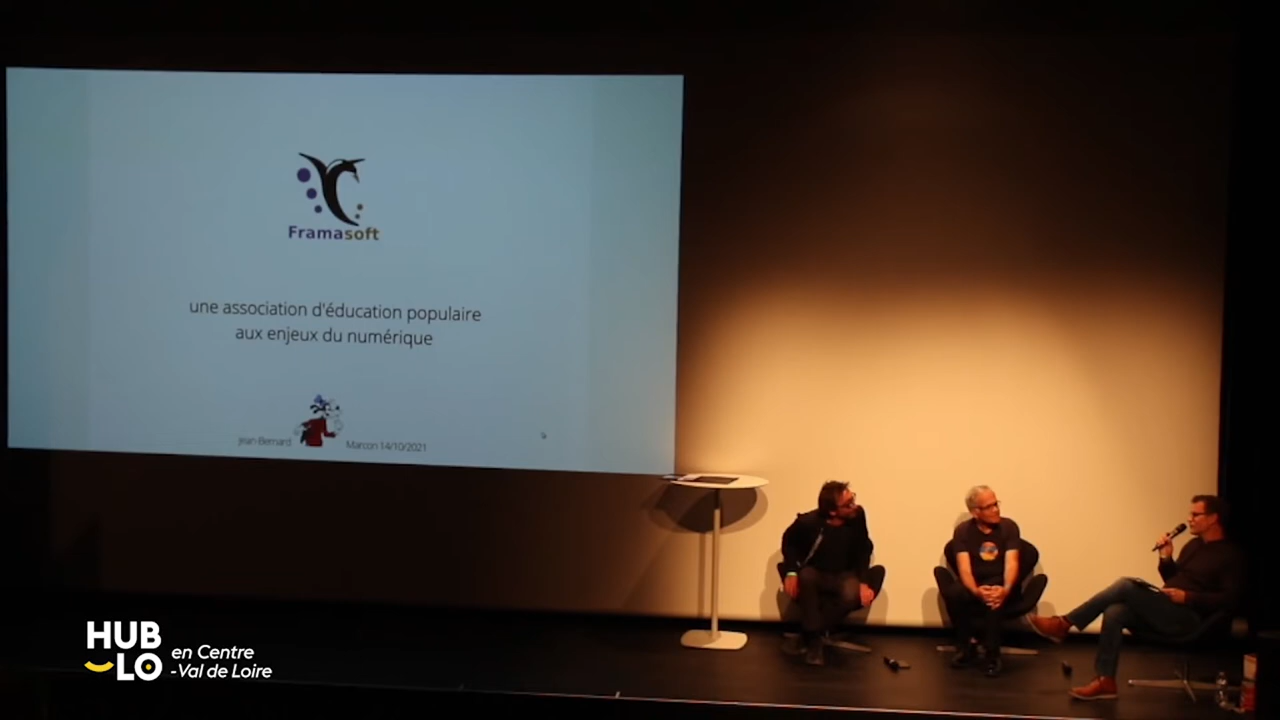 Framasoft
une association d'éducation populaire
aux enjeux du numérique
Jean-Bernard Marcon 14/10/2021
HUB
LO
en Centre
-Val de Loire